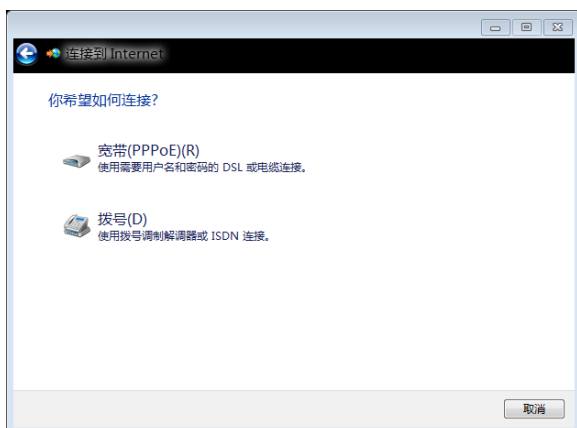 连接到 Internet
你希望如何连接?
宽带(PPPoE)(R)
使用需要用户名和密码的 DSL 或电缆连接。
拨号(D)
使用拨号调制解调器或 ISDN 连接。
取消